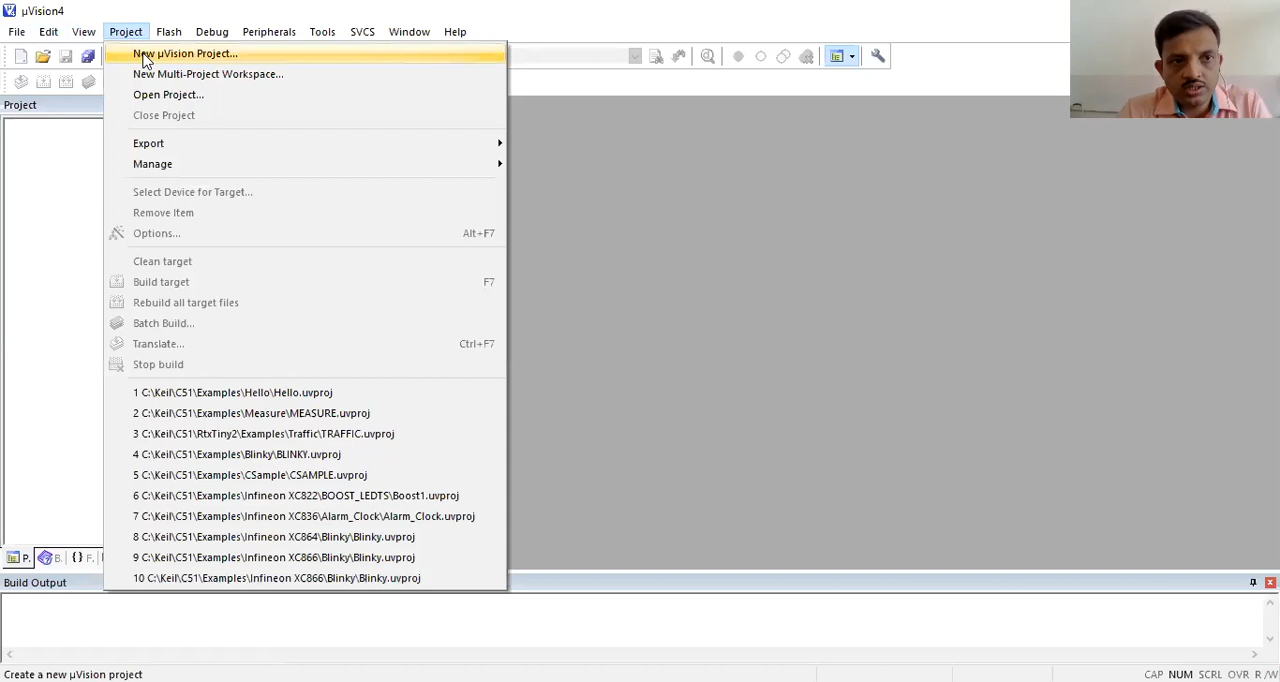 µVision4
File Edit View Project Flash Debug Peripherals Tools SVCS Window Help
New µVision Project...
New Multi-Project Workspace...
Open Project...
Close Project
Project
Export
Manage
Select Device for Target...
Remove Item
Options... Alt+F7
Clean target
Build target F7
Rebuild all target files
Batch Build...
Translate... Ctrl+F7
Stop build
1 C:\Keil\C51\Examples\Hello\Hello.uvproj
2 C:\Keil\C51\Examples\Measure\MEASURE.uvproj
3 C:\Keil\C51\RtxTiny2\Examples\Traffic\TRAFFIC.uvproj
4 C:\Keil\C51\Examples\Blinky\BLINKY.uvproj
5 C:\Keil\C51\Examples\CSample\CSAMPLE.uvproj
6 C:\Keil\C51\Examples\Infineon XC822\BOOST_LEDTS\Boost1.uvproj
7 C:\Keil\C51\Examples\Infineon XC836\Alarm_Clock\Alarm_Clock.uvproj
8 C:\Keil\C51\Examples\Infineon XC864\Blinky\Blinky.uvproj
9 C:\Keil\C51\Examples\Infineon XC866\Blinky\Blinky.uvproj
10 C:\Keil\C51\Examples\Infineon XC866\Blinky\Blinky.uvproj
P. B. {} F.
Build Output
Create a new µVision project CAP NUM SCRL OVR R/W